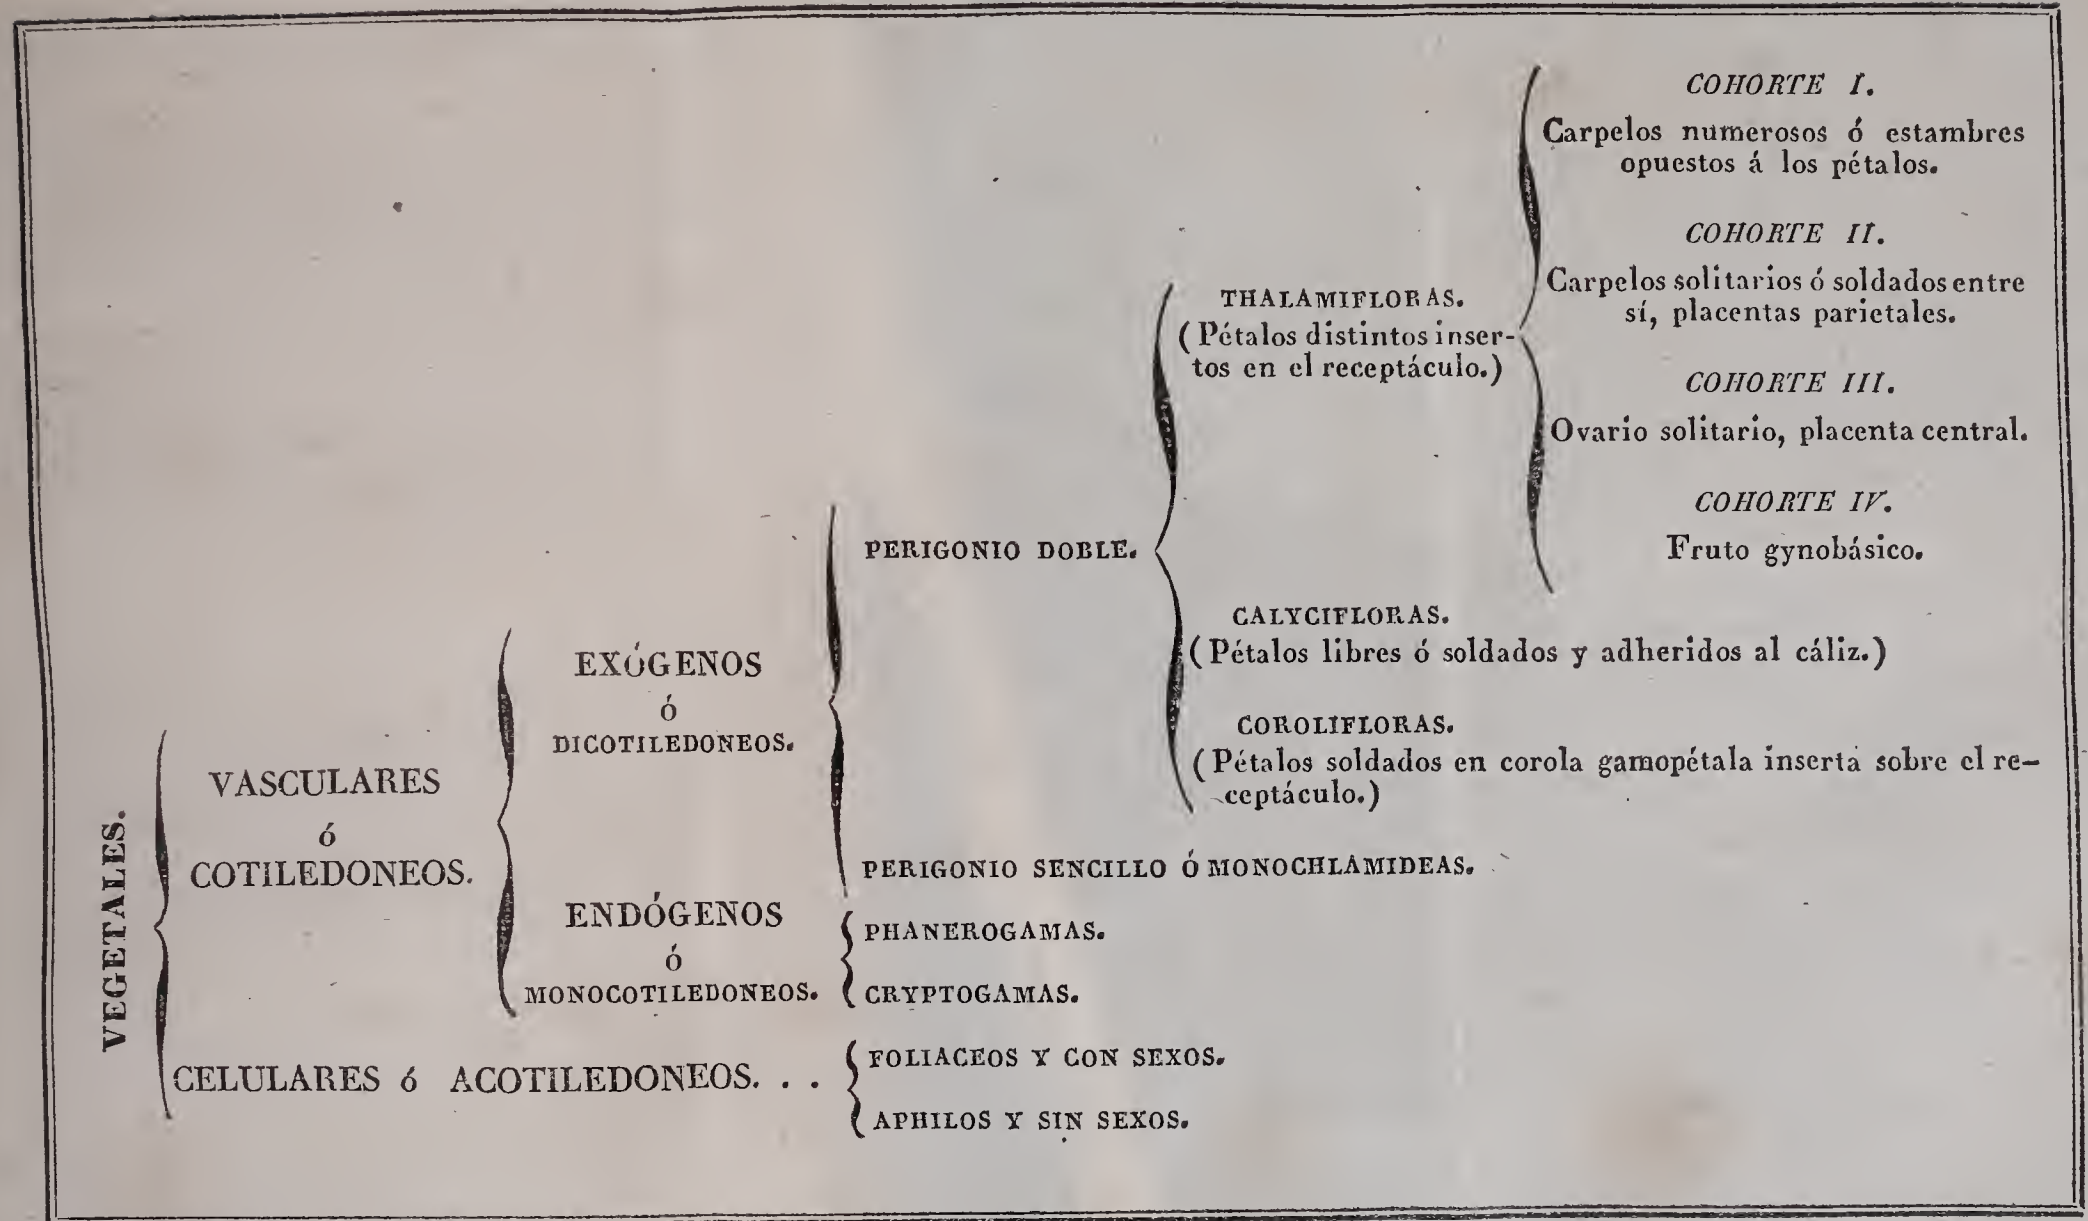 VEGETALES.
VASCULARES
ó
COTILEDONEOS.
EXÓGENOS
ó
DICOTILEDONEOS.
PERIGONIO DOBLE.
THALAMIFLORAS.
(Pétalos distintos inser-
tos en el receptáculo.)
COHORTE I.
Carpelos numerosos ó estambres
opuestos á los pétalos.
COHORTE II.
Carpelos solitarios ó soldados entre
sí, placentas parietales.
COHORTE III.
Ovario solitario, placenta central.
COHORTE IV.
Fruto gynobásico.
CALYCIFLORAS.
(Pétalos libres ó soldados y adheridos al cáliz.)
COROLIFLORAS.
(Pétalos soldados en corola gamopétala inserta sobre el re-
ceptáculo.)
PERIGONIO SENCILLO Ó MONOCHLAMIDEAS.
ENDÓGENOS
ó
MONOCOTILEDONEOS.
PHANEROGAMAS.
CRYPTOGAMAS.
CELULARES ó ACOTILEDONEOS. . .
FOLIACEOS Y CON SEXOS.
APHILOS Y SIN SEXOS.